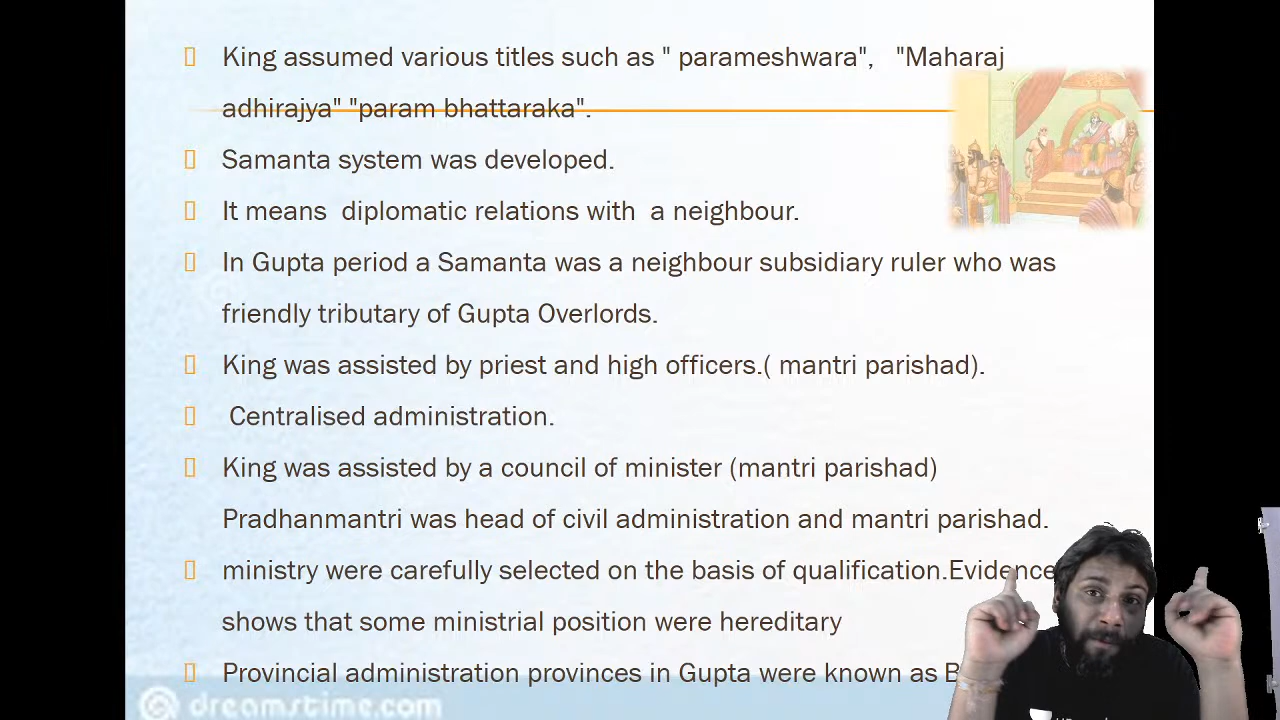 King assumed various titles such as " parameshwara", "Maharaj
adhirajya" "param bhattaraka".
Samanta system was developed.
It means diplomatic relations with a neighbour.
In Gupta period a Samanta was a neighbour subsidiary ruler who was
friendly tributary of Gupta Overlords.
King was assisted by priest and high officers.( mantri parishad).
Centralised administration.
King was assisted by a council of minister (mantri parishad)
Pradhanmantri was head of civil administration and mantri parishad.
ministry were carefully selected on the basis of qualification.Evidence
shows that some ministrial position were hereditary
Provincial administration provinces in Gupta were known as
dreamstime.com